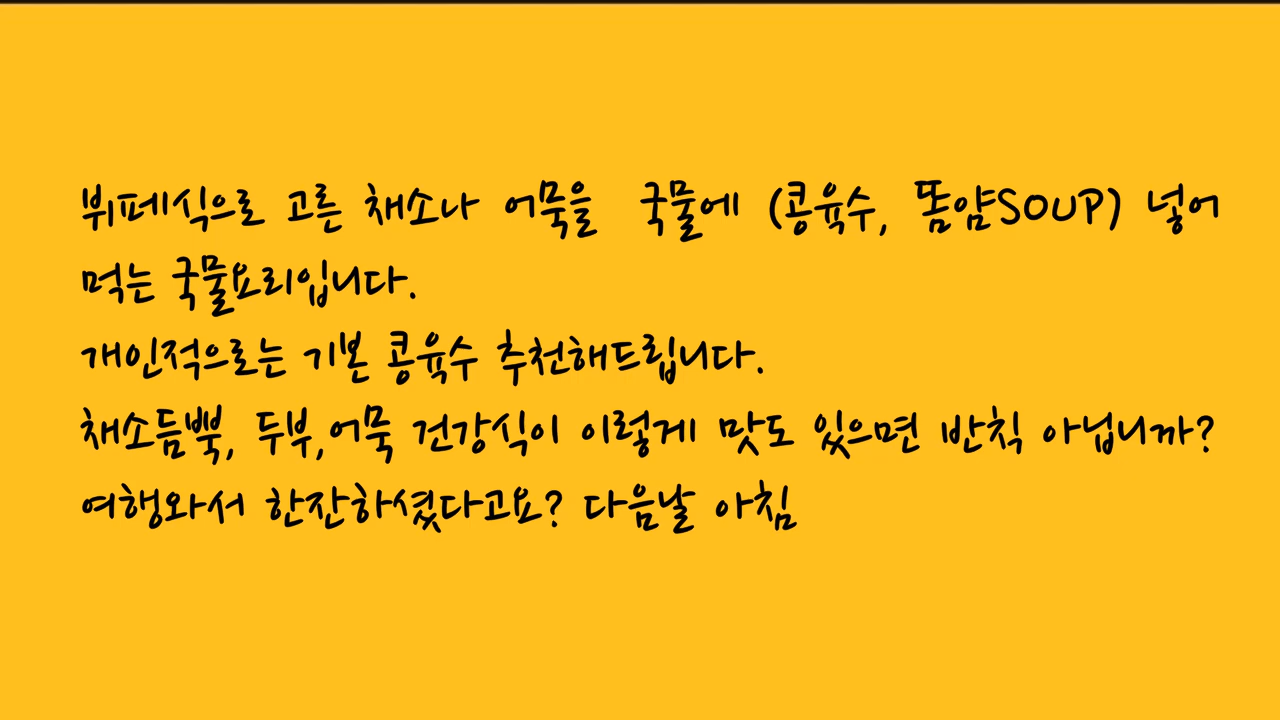 뷔페식으로 고른 채소나 어묵을 국물에 (콩육수, 똠얌SOUP) 넣어
먹는 국물요리입니다.
개인적으로는 기본 콩육수 추천해드립니다.
채소듬뿍, 두부,어묵 건강식이 이렇게 맛도 있으면 반칙 아닙니까?
여행와서 한잔하셨다고요? 다음날 아침